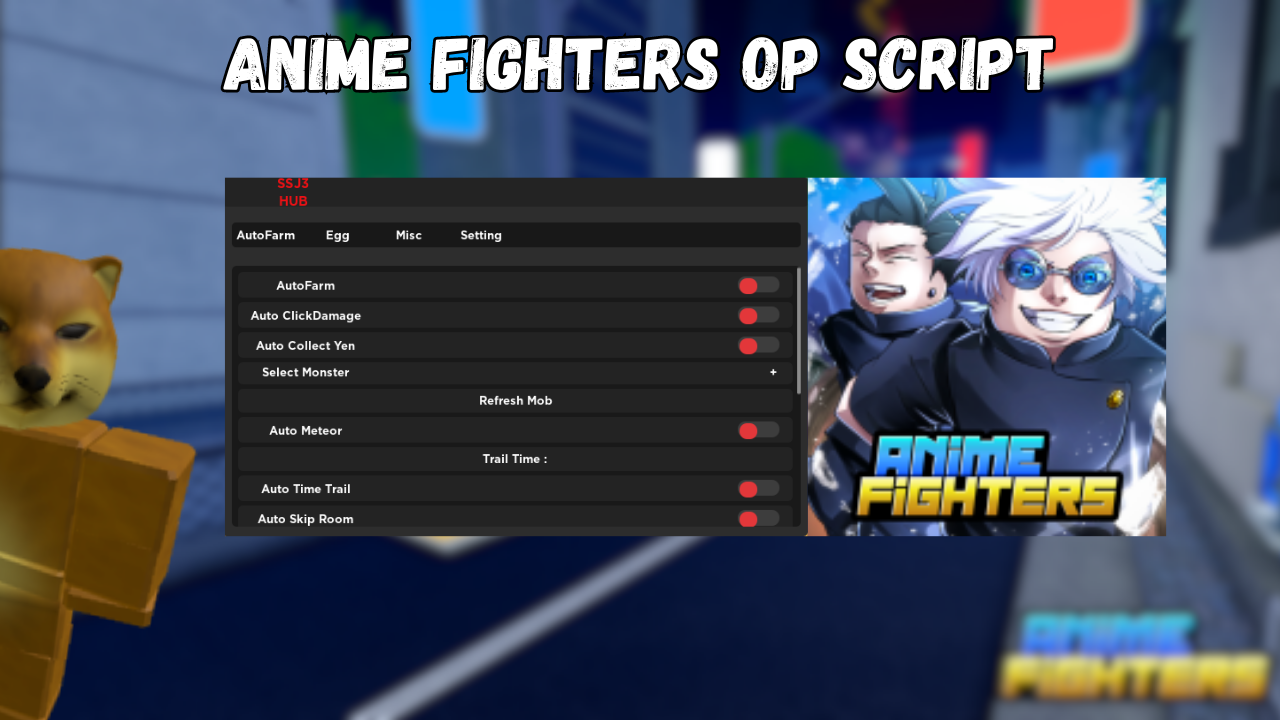 ANIME FIGHTERS OP SCRIPT
SSJ3
HUB
AutoFarm Egg Misc Setting
AutoFarm
Auto ClickDamage
Auto Collect Yen
Select Monster +
Refresh Mob
Auto Meteor
Trail Time :
Auto Time Trail
Auto Skip Room
ANiME
FiGHTERS
ANiME
FiGHTERS